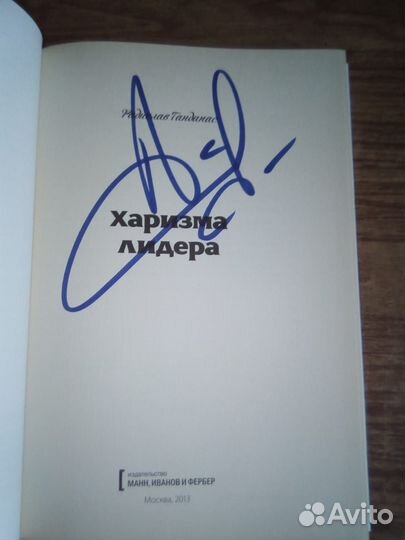 Радислав Гандапас
Харизма
лидера
издательство
МАНН, ИВАНОВ И ФЕРБЕР
Москва, 2013
Avito